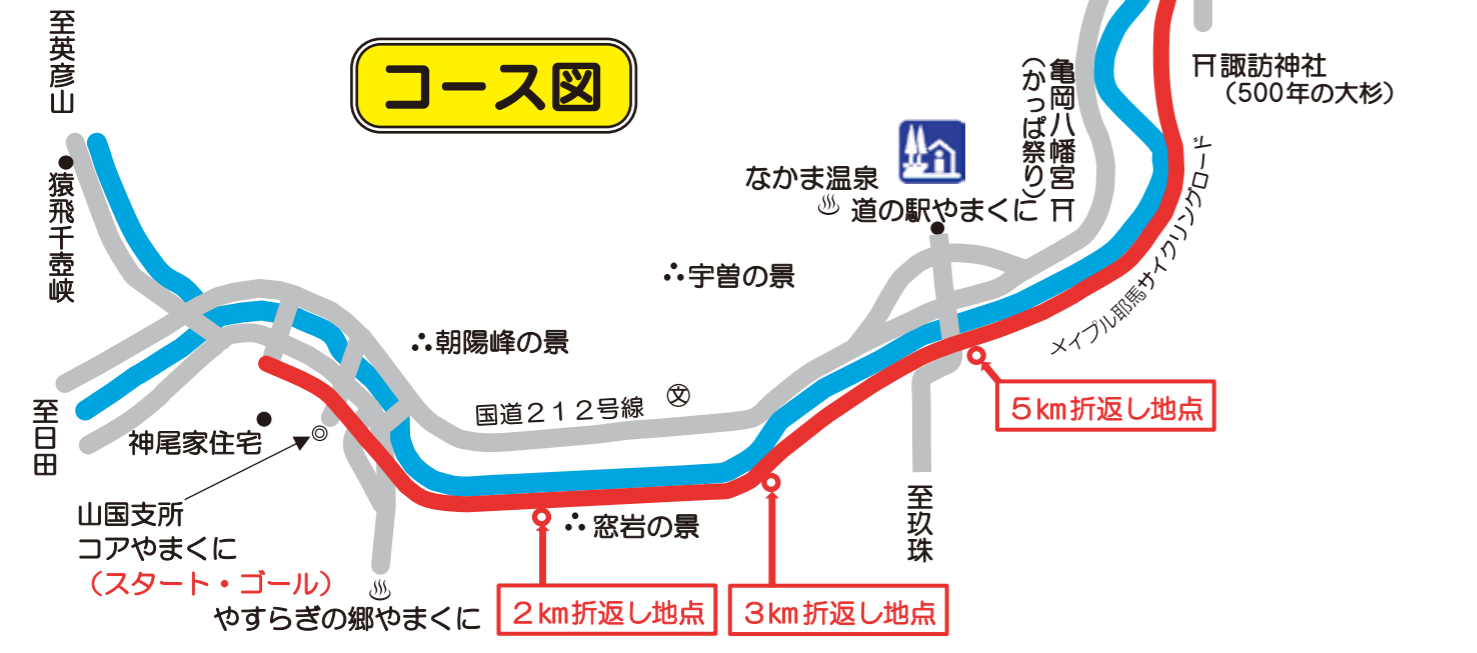 至英彦山
コース図
諏訪神社
（500年の大杉）
亀岡八幡宮
（かっぱ祭り）
なかま温泉
道の駅やまくに
猿飛千壺峡
メイプル耶馬サイクリングロード
宇曽の景
朝陽峰の景
国道２１２号線
文
５km折返し地点
至日田
神尾家住宅
山国支所
コアやまくに
（スタート・ゴール）
窓岩の景
至玖珠
やすらぎの郷やまくに
２km折返し地点
３km折返し地点